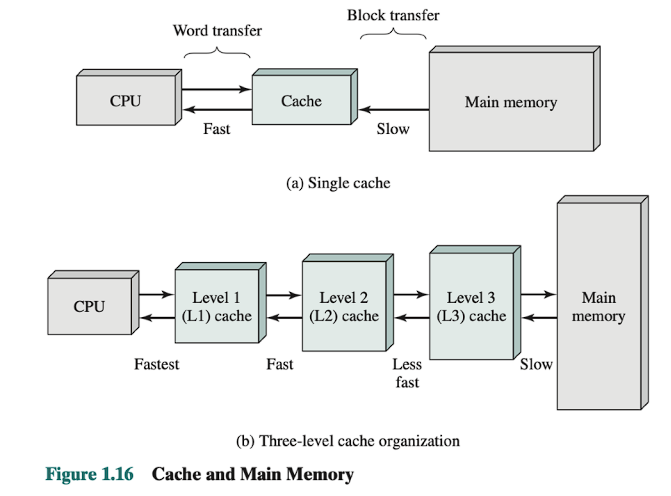 Block transfer
Word transfer
CPU
Cache
Main memory
Fast
Slow
(a) Single cache
CPU
Level 1
(L1) cache
Level 2
(L2) cache
Level 3
(L3) cache
Main
memory
Fastest
Fast
Less
fast
Slow
(b) Three-level cache organization
Figure 1.16 Cache and Main Memory